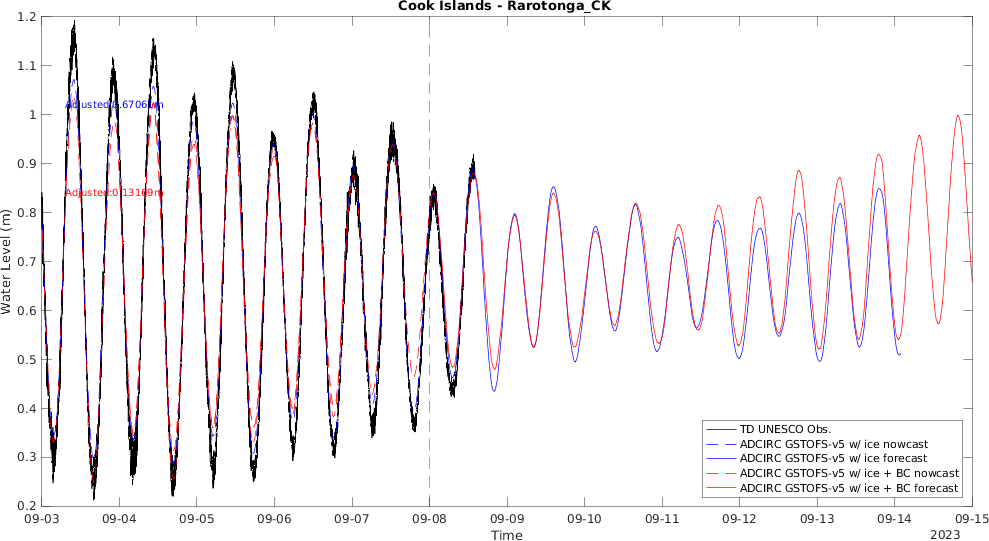 Cook Islands - Rarotonga_CK
1.2
1.1
1
0.9
0.8
0.7
0.6
0.5
0.4
0.3
0.2
Water Level (m)
Adjusted:0.6706m
Adjusted:0.13169m
TD UNESCO Obs.
ADCIRC GSTOFS-v5 w/ ice nowcast
ADCIRC GSTOFS-v5 w/ ice forecast
ADCIRC GSTOFS-v5 w/ ice + BC nowcast
ADCIRC GSTOFS-v5 w/ ice + BC forecast
09-03 09-04 09-05 09-06 09-07 09-08 09-09 09-10 09-11 09-12 09-13 09-14 09-15
Time
2023